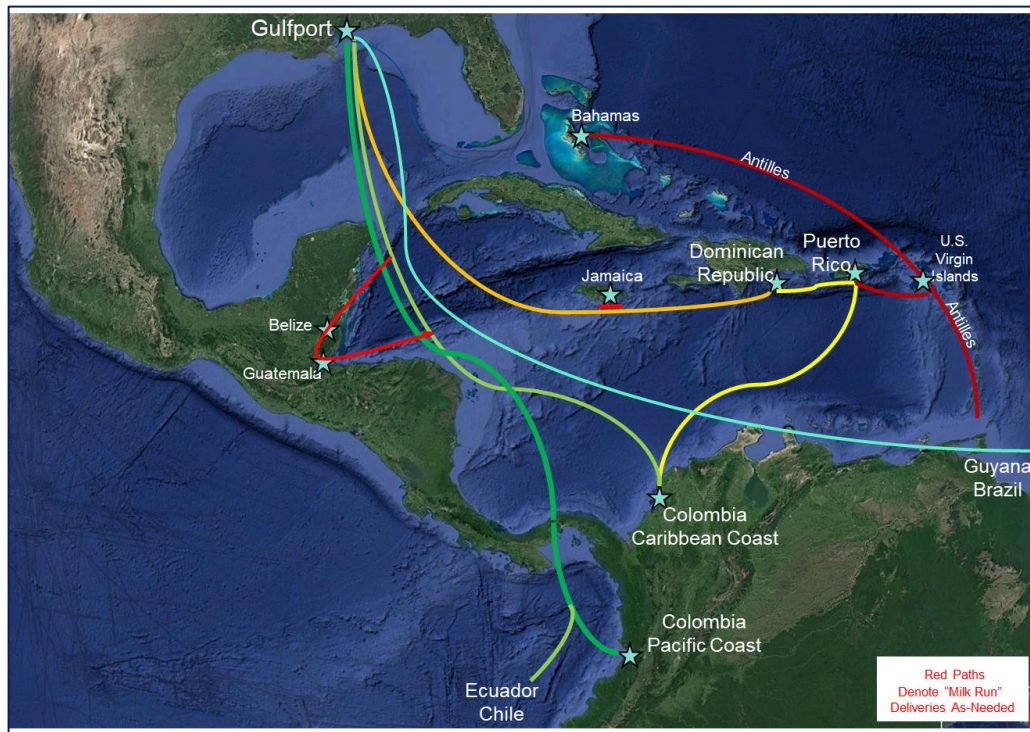 Gulfport
Bahamas
Antilles
U.S.
Virgin
Islands
Puerto
Rico
Dominican
Republic
Jamaica
Belize
Guatemala
Antilles
Guyana
Brazil
Colombia
Caribbean Coast
Colombia
Pacific Coast
Ecuador
Chile
Red Paths
Denote "Milk Run"
Deliveries As-Needed